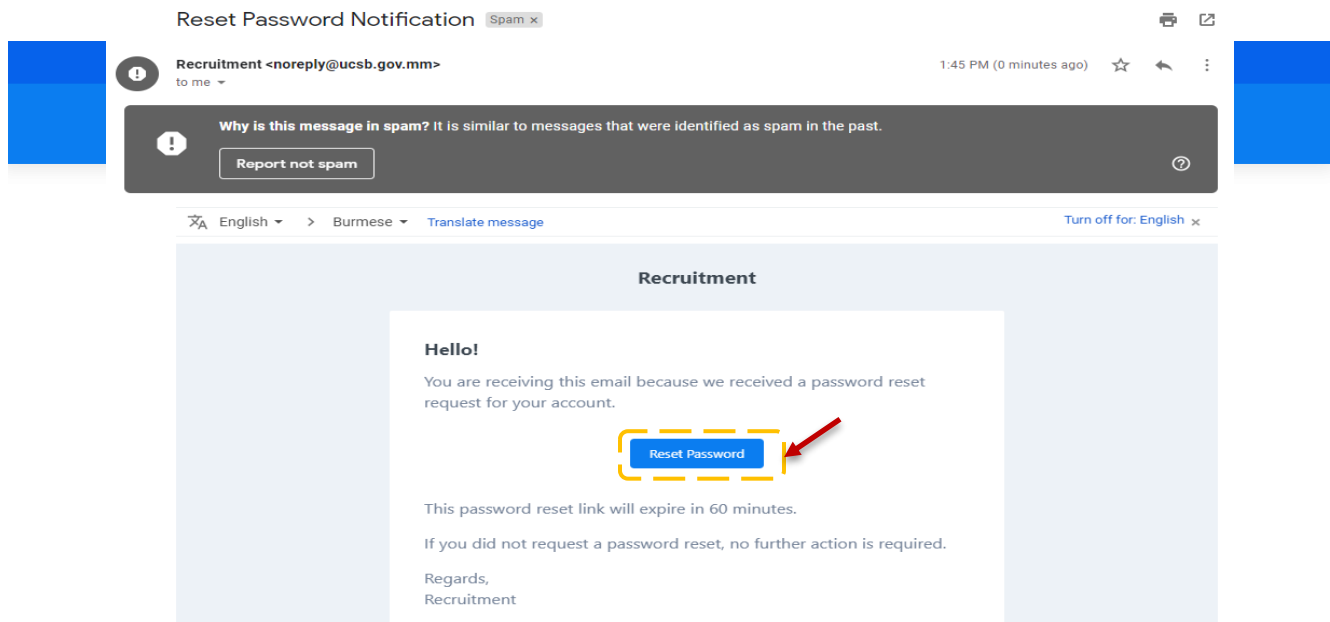 Reset Password Notification Spam ×
Recruitment <noreply@ucsb.gov.mm>
1:45 PM (0 minutes ago)
to me
Why is this message in spam? It is similar to messages that were identified as spam in the past.
Report not spam
English > Burmese Translate message Turn off for: English ×
Recruitment
Hello!
You are receiving this email because we received a password reset
request for your account.
Reset Password
This password reset link will expire in 60 minutes.
If you did not request a password reset, no further action is required.
Regards,
Recruitment